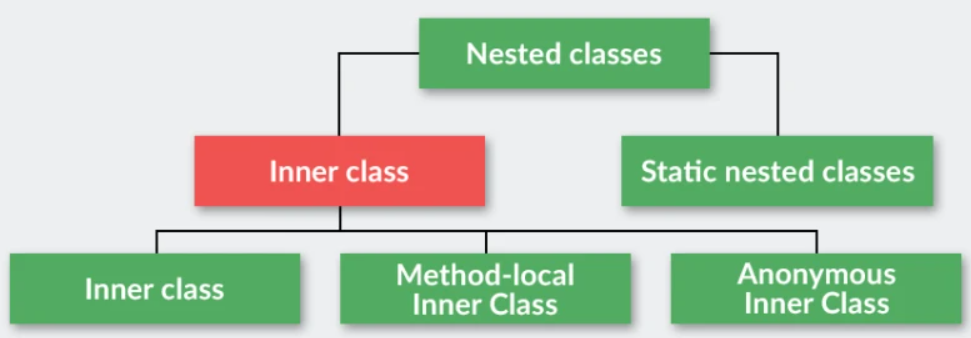 Nested classes
Inner class
Static nested classes
Inner class
Method-local
Inner Class
Anonymous
Inner Class